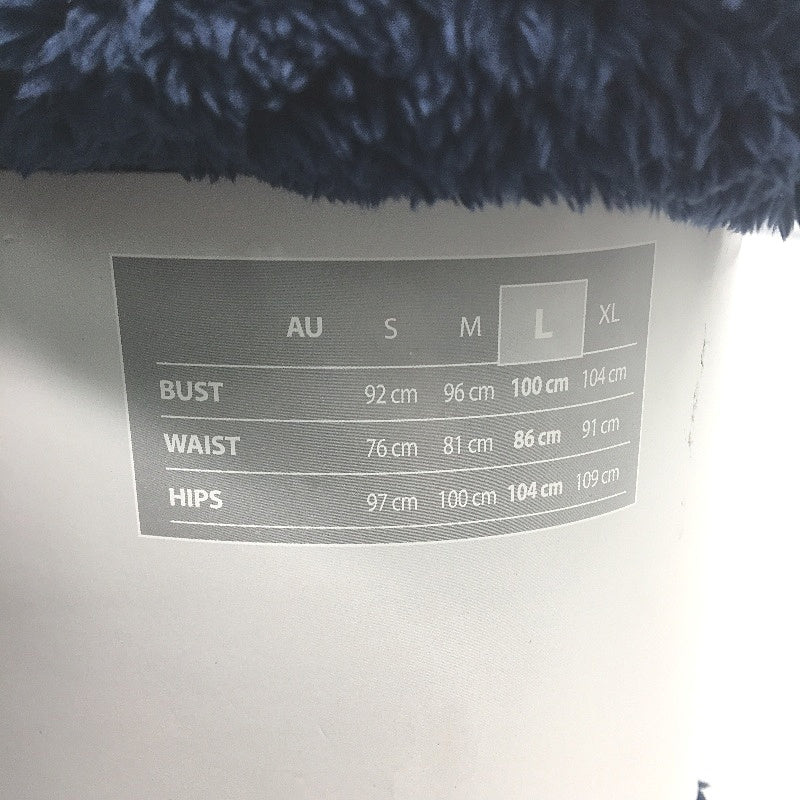 AU S M L XL
BUST 92 cm 96 cm 100 cm 104 cm
WAIST 76 cm 81 cm 86 cm 91 cm
HIPS 97 cm 100 cm 104 cm 109 cm